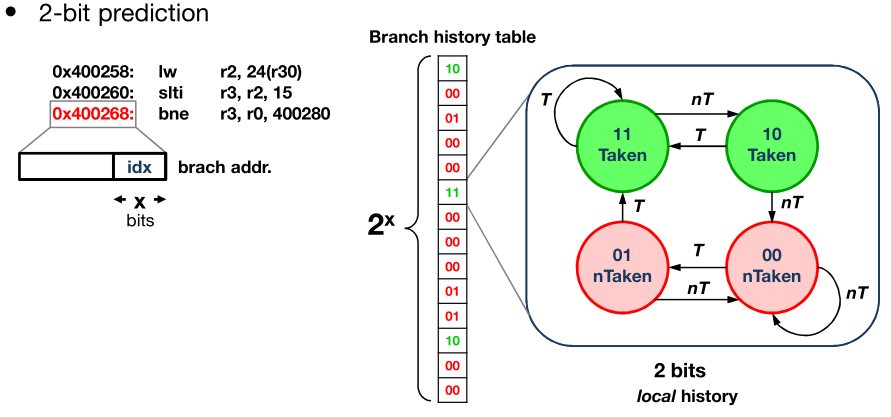 • 2-bit prediction
Branch history table
0x400258: lw r2, 24(r30)
0x400260: slti r3, r2, 15
0x400268: bne r3, r0, 400280
idx
brach addr.
x
bits
2^x
10
00
01
00
00
11
00
00
00
01
01
10
00
00
T
11
Taken
nT
T
10
Taken
T
nT
01
nTaken
T
nT
00
nTaken
nT
2 bits
local history